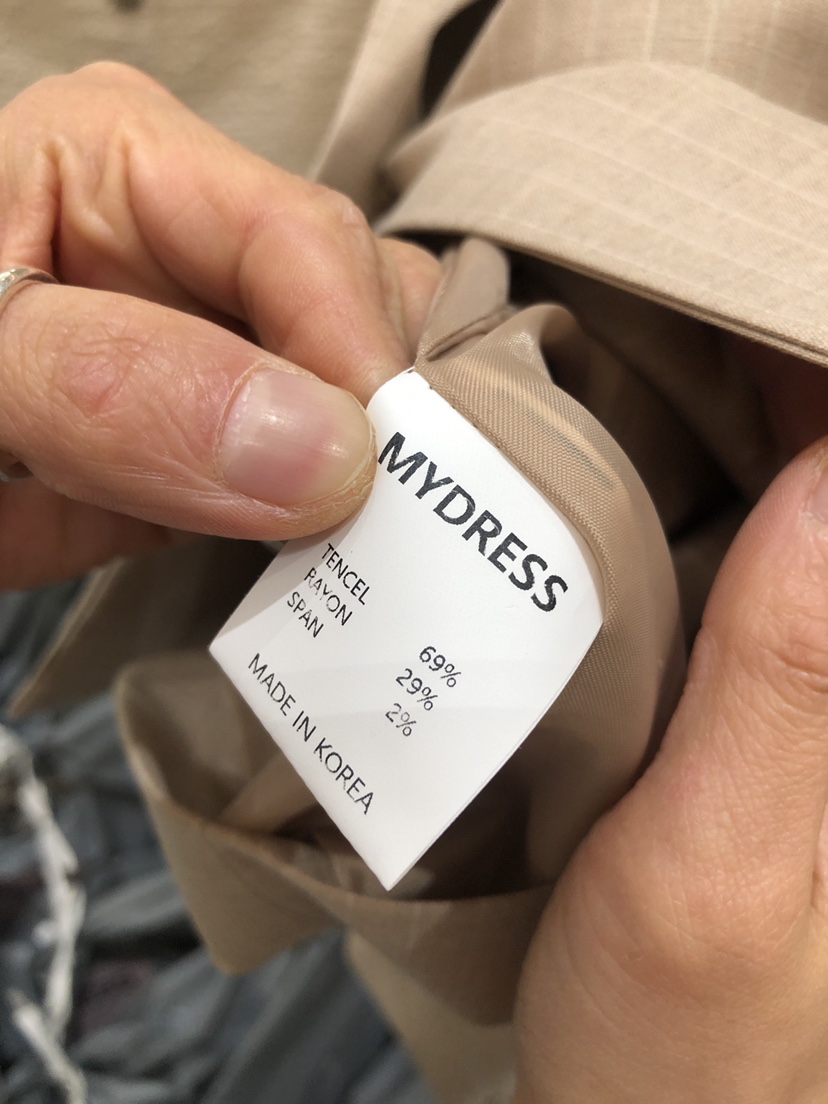 MYDRESS
TENCEL 69%
RAYON 29%
SPAN 2%
MADE IN KOREA